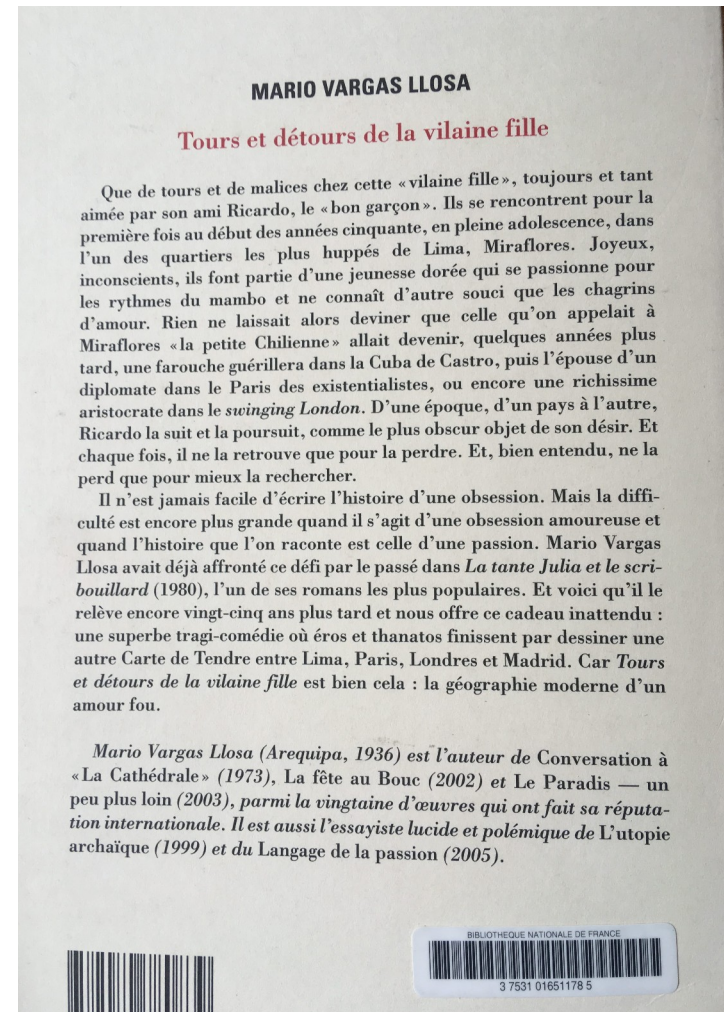 MARIO VARGAS LLOSA
Tours et détours de la vilaine fille
Que de tours et de malices chez cette « vilaine fille », toujours et tant
aimée par son ami Ricardo, le « bon garçon ». Ils se rencontrent pour la
première fois au début des années cinquante, en pleine adolescence, dans
l'un des quartiers les plus huppés de Lima, Miraflores. Joyeux,
inconscients, ils font partie d'une jeunesse dorée qui se passionne pour
les rythmes du mambo et ne connaît d'autre souci que les chagrins
d'amour. Rien ne laissait alors deviner que celle qu'on appelait à
Miraflores « la petite Chilienne » allait devenir, quelques années plus
tard, une farouche guérillera dans la Cuba de Castro, puis l'épouse d'un
diplomate dans le Paris des existentialistes, ou encore une richissime
aristocrate dans le swinging London. D'une époque, d'un pays à l'autre,
Ricardo la suit et la poursuit, comme le plus obscur objet de son désir. Et
chaque fois, il ne la retrouve que pour la perdre. Et, bien entendu, ne la
perd que pour mieux la rechercher.
Il n'est jamais facile d'écrire l'histoire d'une obsession. Mais la diffi-
culté est encore plus grande quand il s'agit d'une obsession amoureuse et
quand l'histoire que l'on raconte est celle d'une passion. Mario Vargas
Llosa avait déjà affronté ce défi par le passé dans La tante Julia et le scri-
bouillard (1980), l'un de ses romans les plus populaires. Et voici qu'il le
relève encore vingt-cinq ans plus tard et nous offre ce cadeau inattendu :
une superbe tragi-comédie où éros et thanatos finissent par dessiner une
autre Carte de Tendre entre Lima, Paris, Londres et Madrid. Car Tours
et détours de la vilaine fille est bien cela : la géographie moderne d'un
amour fou.
Mario Vargas Llosa (Arequipa, 1936) est l'auteur de Conversation à
« La Cathédrale » (1973), La fête au Bouc (2002) et Le Paradis — un
peu plus loin (2003), parmi la vingtaine d'œuvres qui ont fait sa réputa-
tion internationale. Il est aussi l'essayiste lucide et polémique de L'utopie
archaïque (1999) et du Langage de la passion (2005).
BIBLIOTHEQUE NATIONALE DE FRANCE
3 7531 01651178 5